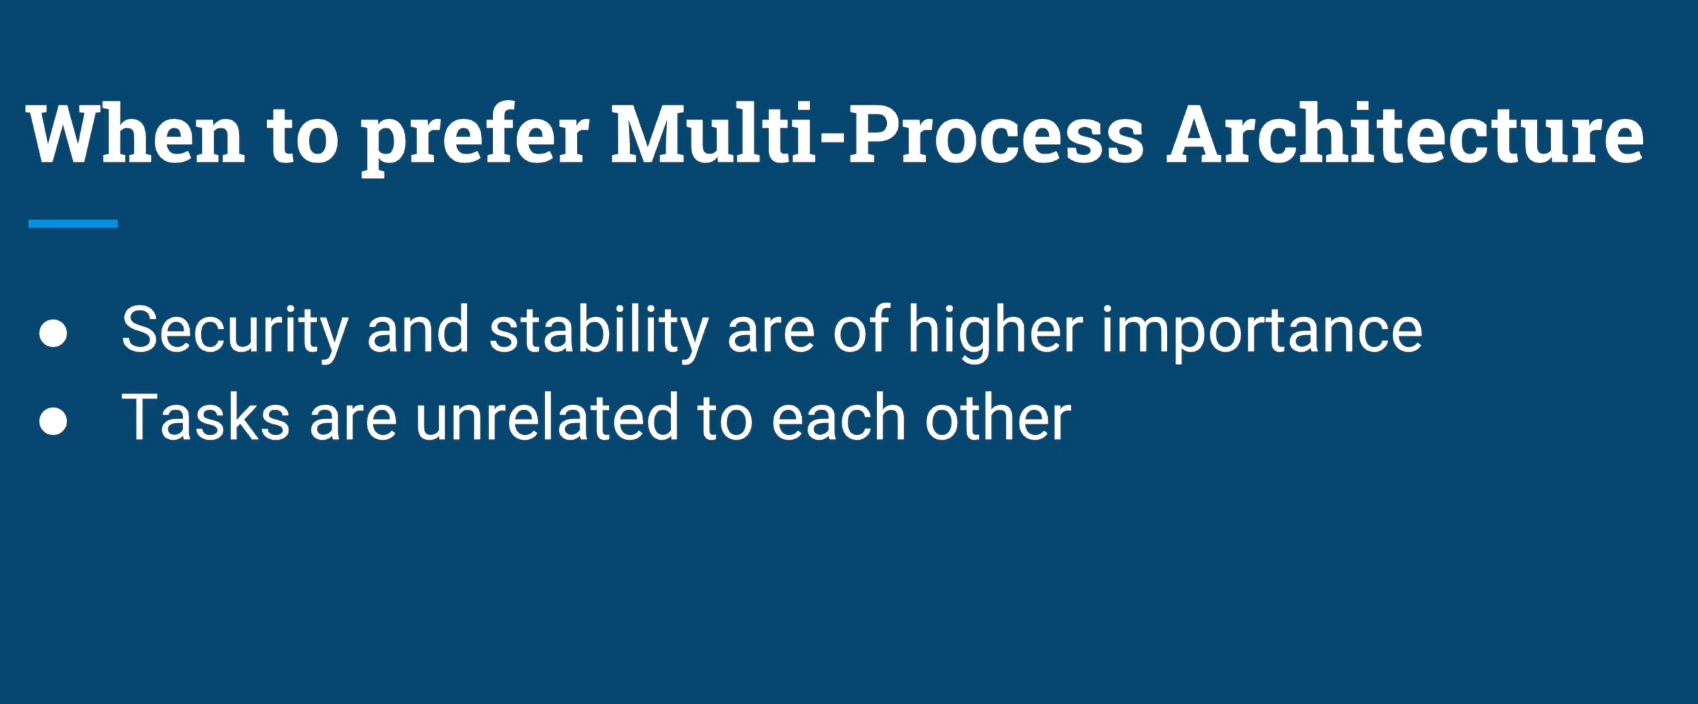 When to prefer Multi-Process Architecture
● Security and stability are of higher importance
● Tasks are unrelated to each other